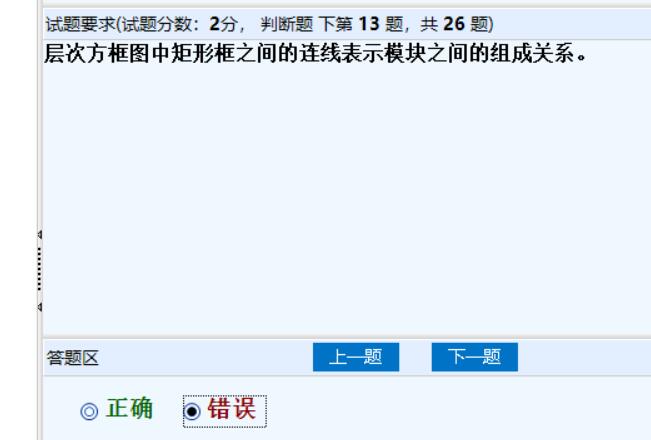 试题要求(试题分数：2分， 判断题 下第 13 题，共 26 题)
层次方框图中矩形框之间的连线表示模块之间的组成关系。
答题区 上一题 下一题
正确 错误